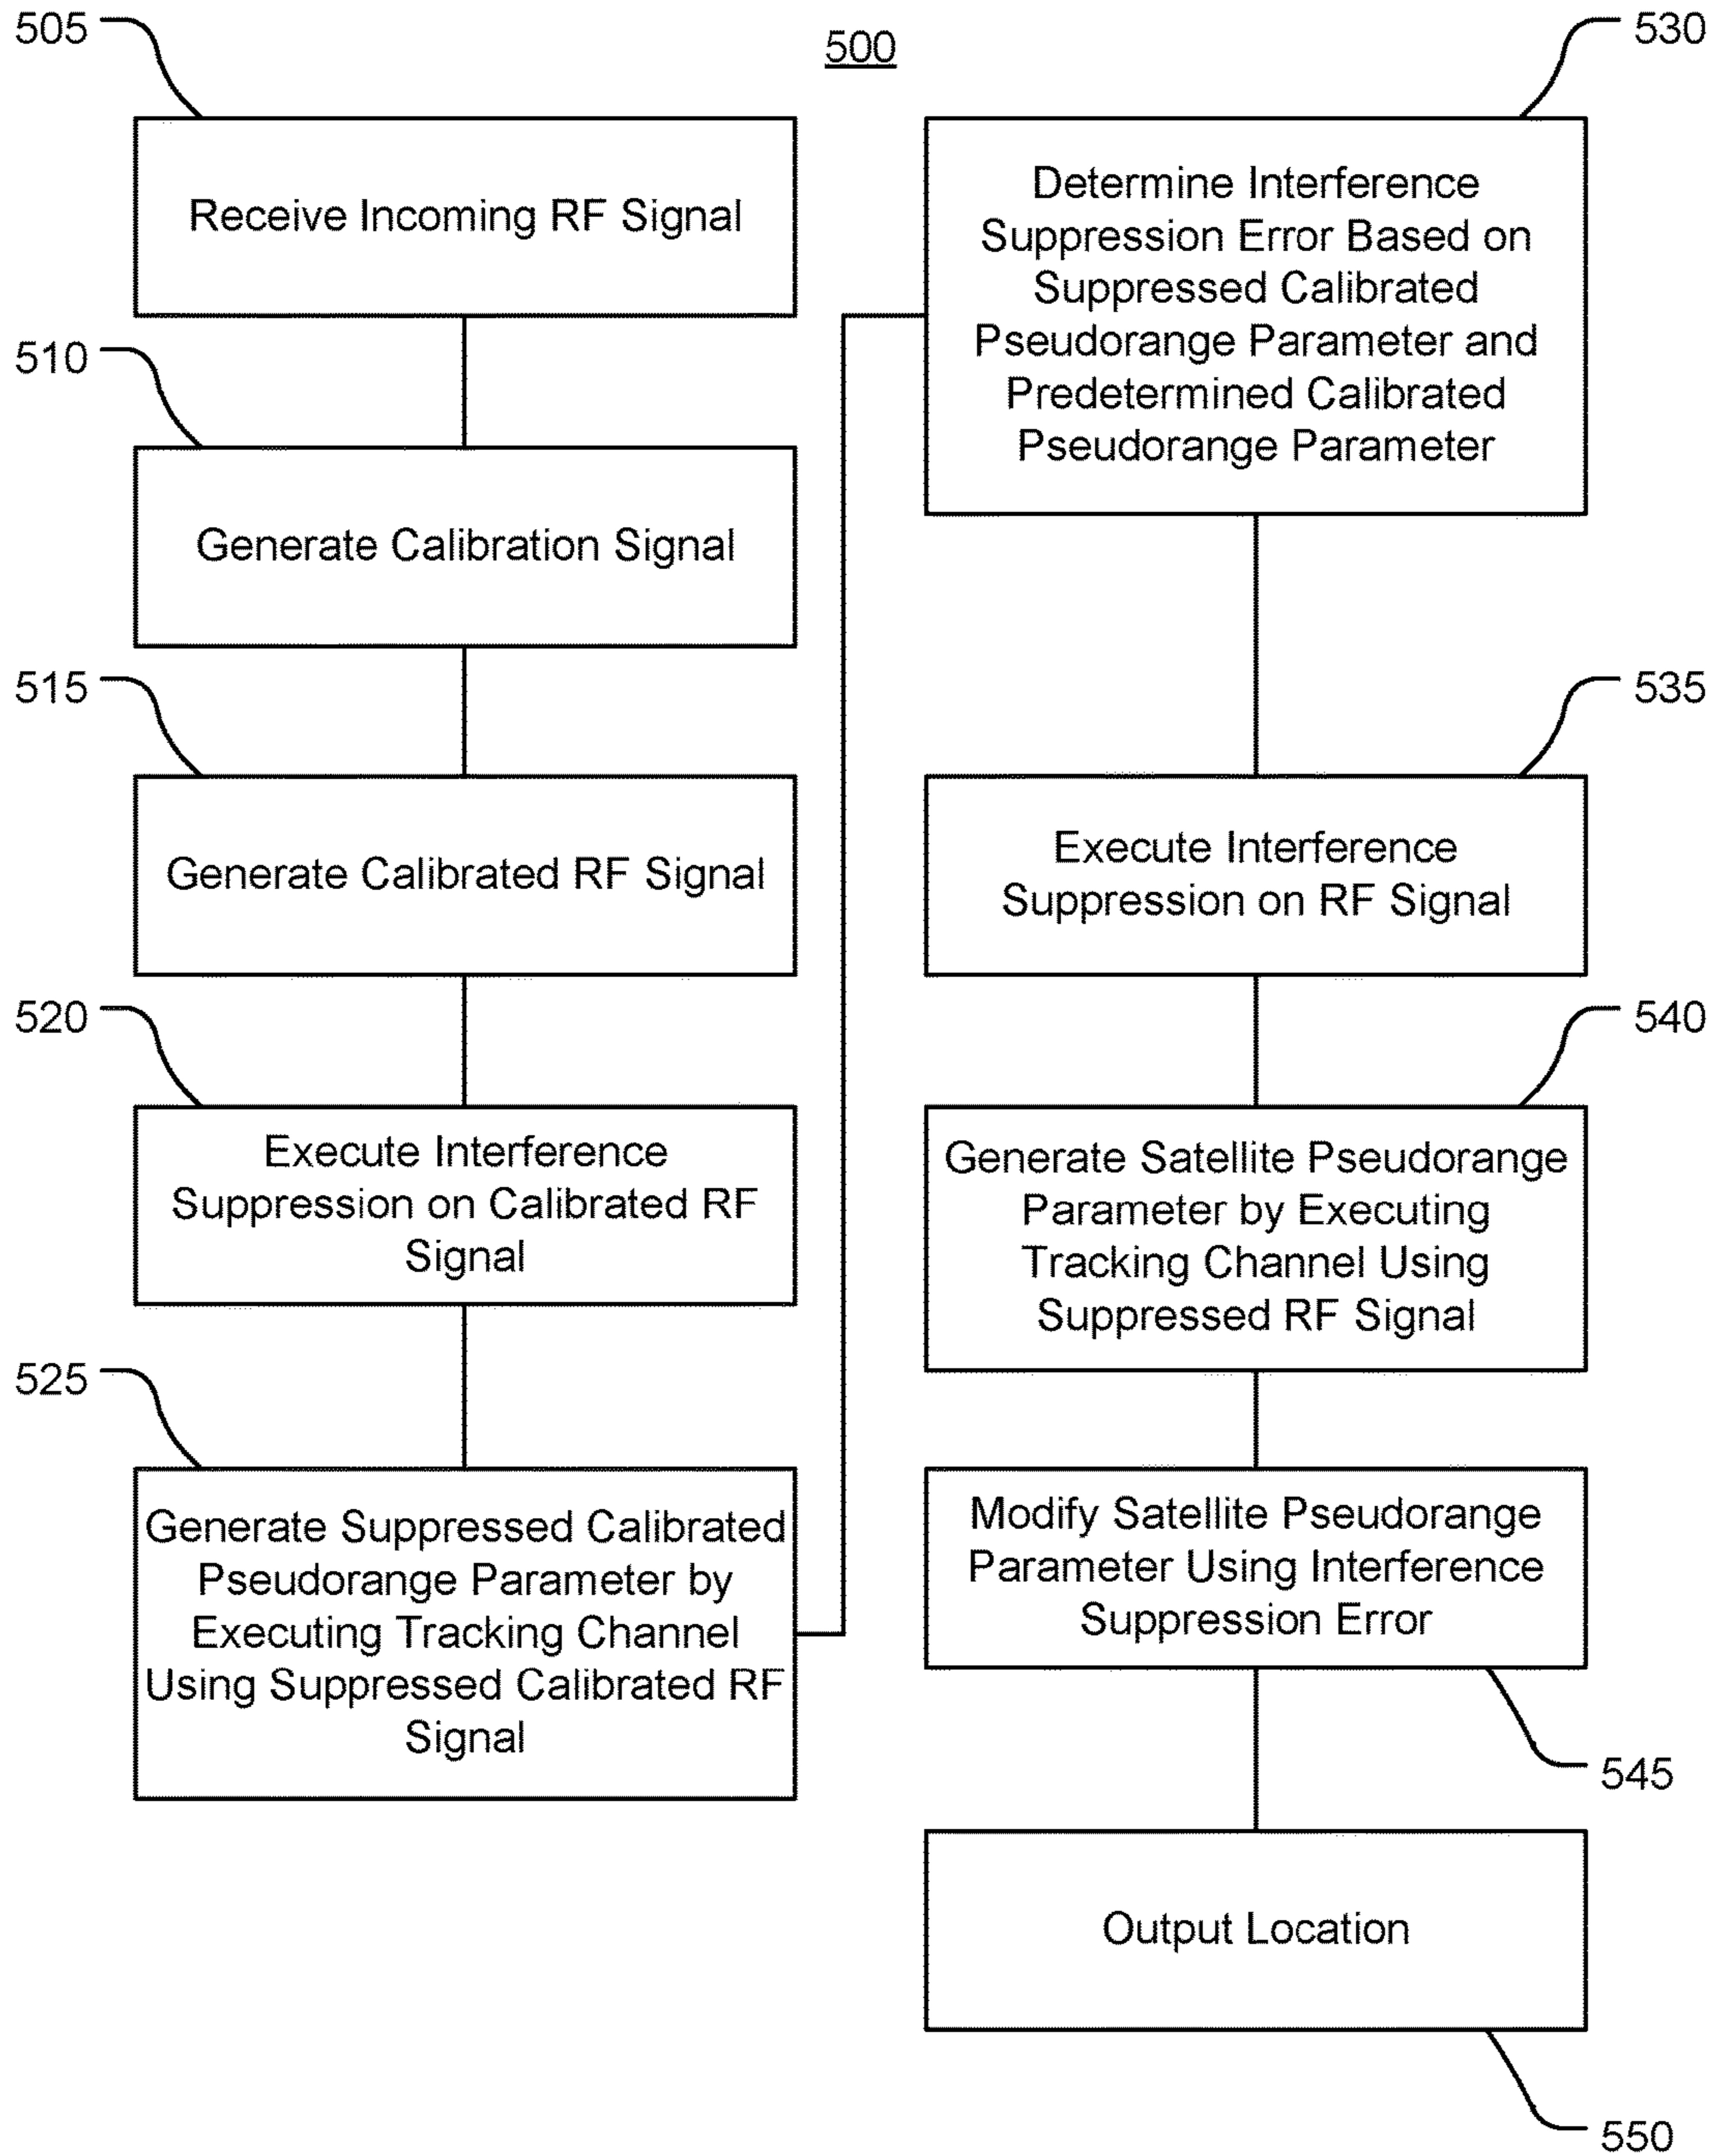 500
505
Receive Incoming RF Signal
510
Generate Calibration Signal
515
Generate Calibrated RF Signal
520
Execute Interference
Suppression on Calibrated RF
Signal
525
Generate Suppressed Calibrated
Pseudorange Parameter by
Executing Tracking Channel
Using Suppressed Calibrated RF
Signal
530
Determine Interference
Suppression Error Based on
Suppressed Calibrated
Pseudorange Parameter and
Predetermined Calibrated
Pseudorange Parameter
535
Execute Interference
Suppression on RF Signal
540
Generate Satellite Pseudorange
Parameter by Executing
Tracking Channel Using
Suppressed RF Signal
Modify Satellite Pseudorange
Parameter Using Interference
Suppression Error
545
Output Location
550